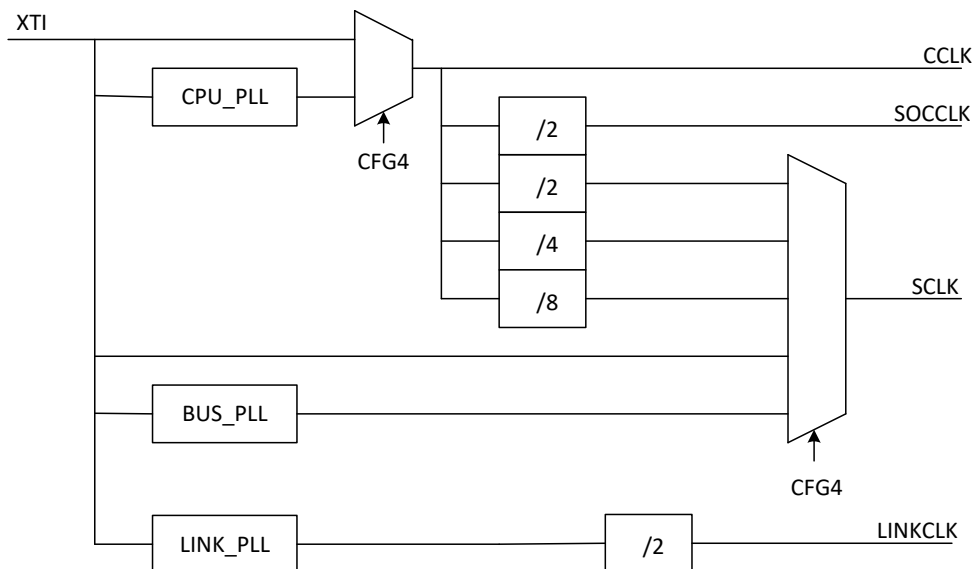 XTI
CCLK
CPU_PLL
SOCCLK
/2
CFG4
/2
/4
SCLK
/8
BUS_PLL
CFG4
LINK_PLL
/2
LINKCLK